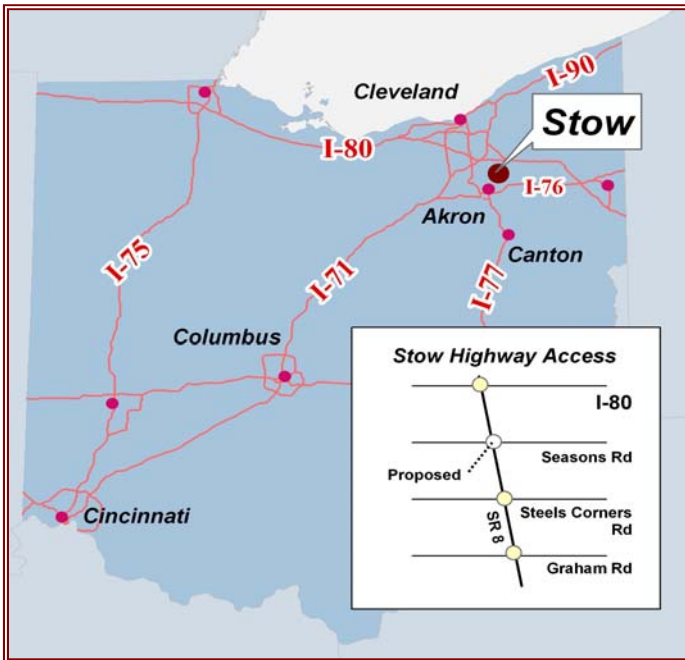 I-90
Cleveland
Stow
I-80
I-76
Akron
I-75
I-71
Canton
I-77
Columbus
Cincinnati
Stow Highway Access
I-80
Seasons Rd
Proposed
Steels Corners
Rd
SR 8
Graham Rd